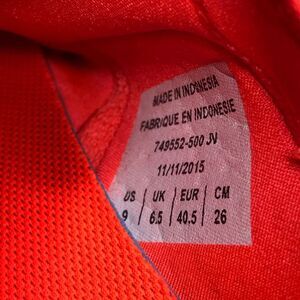 MADE IN INDONESIA
FABRIQUE EN INDONESIE
749552-500 JV
11/11/2015
US | UK | EUR | CM
9 | 6.5 | 40.5 | 26